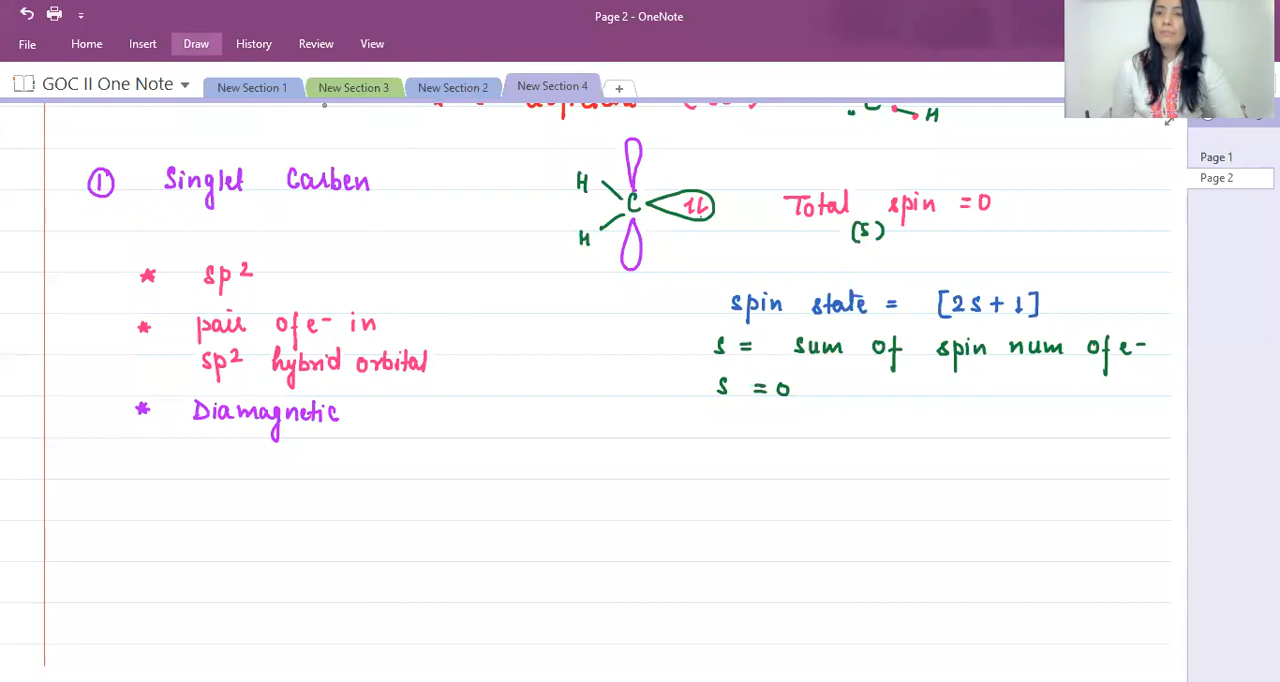 Page 2 - OneNote
File Home Insert Draw History Review View
GOC II One Note New Section 1 New Section 3 New Section 2 New Section 4 +
H
Page 1
Page 2
① Singlet Carben
H
C 1L
H
Total spin = 0
(s)
* sp²
* pair of e- in
sp² hybrid orbital
* Diamagnetic
spin state = [2s + 1]
s = sum of spin num of e-
s = 0